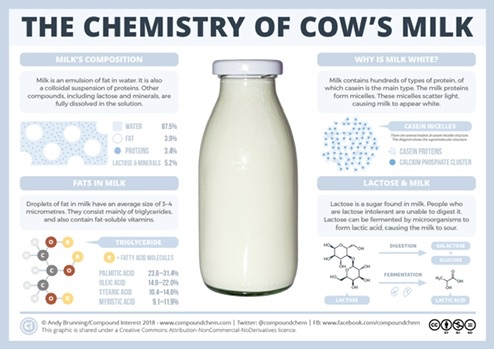 THE CHEMISTRY OF COW'S MILK
MILK'S COMPOSITION
Milk is an emulsion of fat in water. It is also
a colloidal suspension of proteins. Other
compounds, including lactose and minerals, are
fully dissolved in the solution.
WATER 87.5%
FAT 3.9%
PROTEINS 3.4%
LACTOSE & MINERALS 5.2%
FATS IN MILK
Droplets of fat in milk have an average size of 3-4
micrometres. They consist mainly of triglycerides,
and also contain fat-soluble vitamins.
TRIGLYCERIDE
= FATTY ACID MOLECULES
PALMITIC ACID 23.6–31.4%
OLEIC ACID 14.9–22.0%
STEARIC ACID 10.4–14.6%
MYRISTIC ACID 9.1–11.9%
WHY IS MILK WHITE?
Milk contains hundreds of types of protein, of
which casein is the main type. The milk proteins
form micelles. These micelles scatter light,
causing milk to appear white.
CASEIN MICELLES
CASEIN PROTEINS
CALCIUM PHOSPHATE CLUSTER
LACTOSE & MILK
Lactose is a sugar found in milk. People who
are lactose intolerant are unable to digest it.
Lactose can be fermented by microorganisms to
form lactic acid, causing the milk to sour.
DIGESTION
GALACTOSE
+
GLUCOSE
FERMENTATION
LACTOSE
LACTIC ACID
© Andy Brunning/Compound Interest 2018 - www.compoundchem.com | Twitter: @compoundchem | FB: www.facebook.com/compoundchem
This graphic is shared under a Creative Commons Attribution-NonCommercial-NoDerivatives licence.